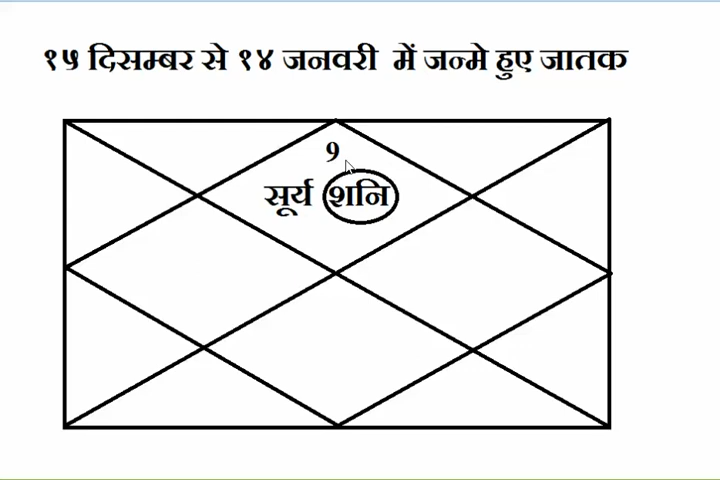 १५ दिसम्बर से १४ जनवरी में जन्मे हुए जातक
9
सूर्य शनि